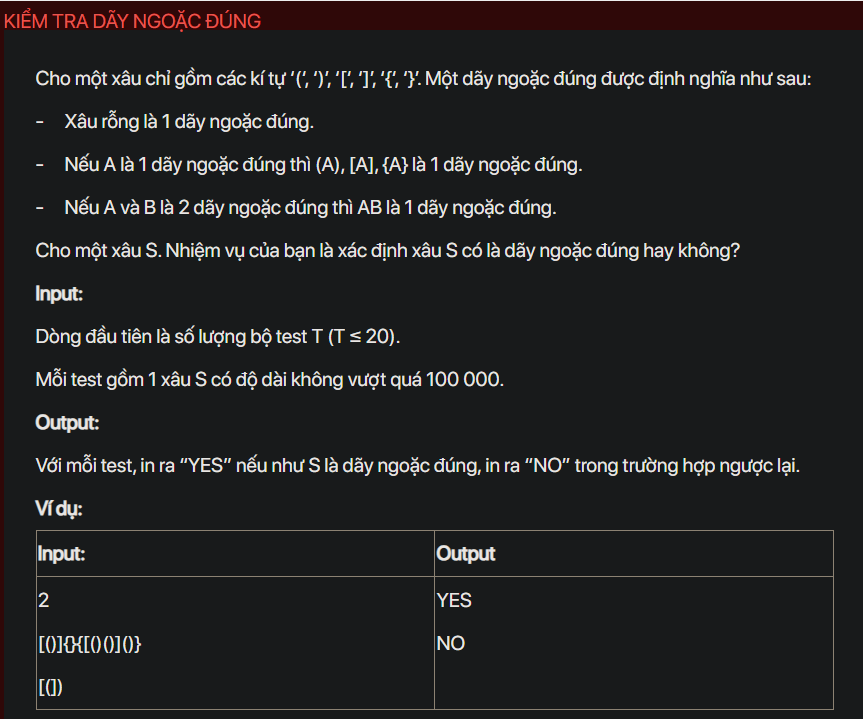 KIỂM TRA DÃY NGOẶC ĐÚNG
Cho một xâu chỉ gồm các kí tự ‘(‘, ‘)’, ‘[‘, ‘]’, ‘{‘, ‘}’. Một dãy ngoặc đúng được định nghĩa như sau:
- Xâu rỗng là 1 dãy ngoặc đúng.
- Nếu A là 1 dãy ngoặc đúng thì (A), [A], {A} là 1 dãy ngoặc đúng.
- Nếu A và B là 2 dãy ngoặc đúng thì AB là 1 dãy ngoặc đúng.
Cho một xâu S. Nhiệm vụ của bạn là xác định xâu S có là dãy ngoặc đúng hay không?
Input:
Dòng đầu tiên là số lượng bộ test T (T ≤ 20).
Mỗi test gồm 1 xâu S có độ dài không vượt quá 100 000.
Output:
Với mỗi test, in ra “YES” nếu như S là dãy ngoặc đúng, in ra “NO” trong trường hợp ngược lại.
Ví dụ:
Input: Output
2 YES
[()]{}{[()()]()} NO
[(])